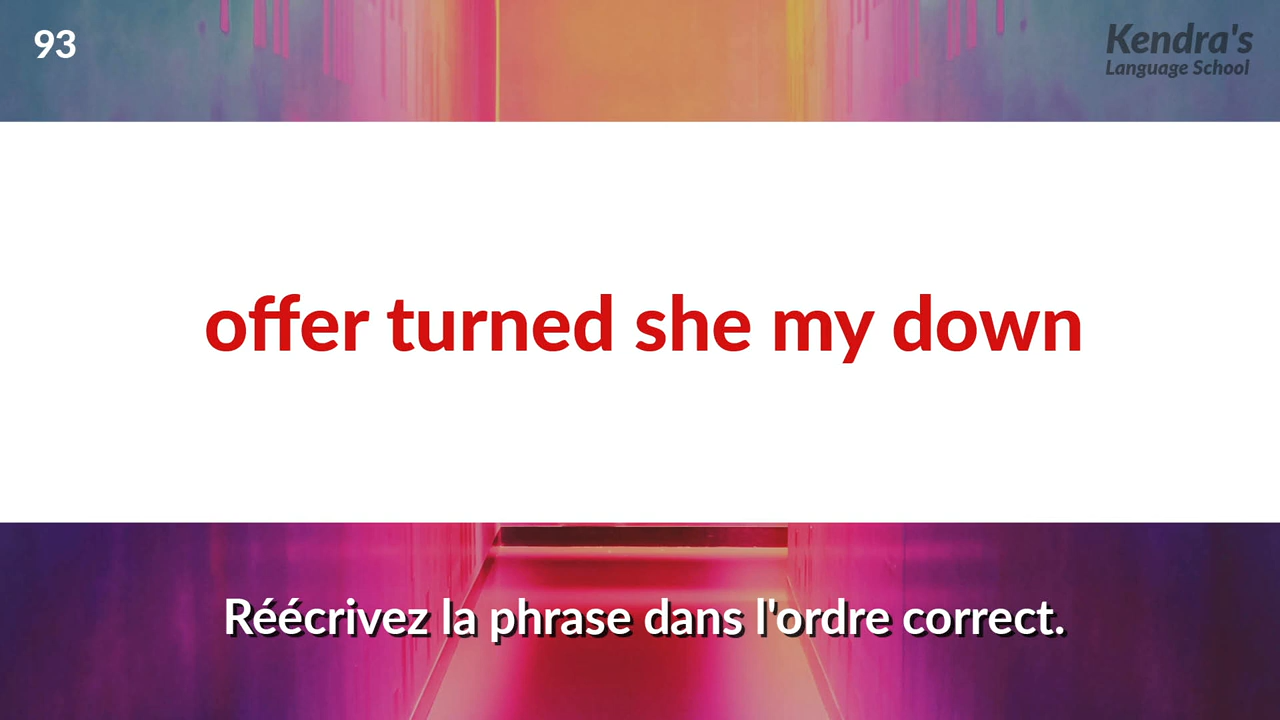 93
Kendra's
Language School
offer turned she my down
Réécrivez la phrase dans l'ordre correct.